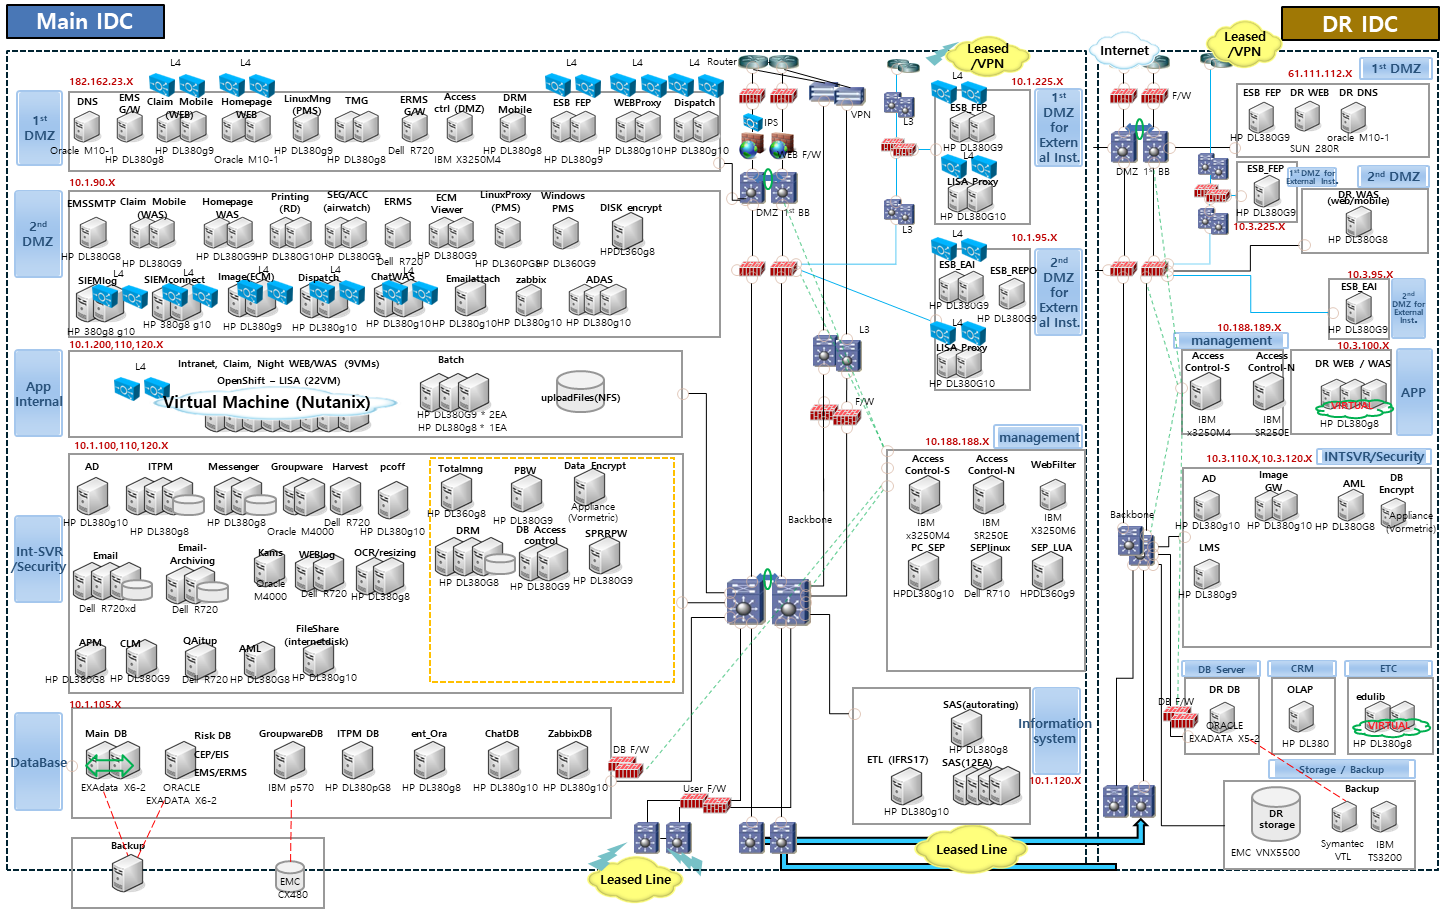 Main IDC
DR IDC
182.162.23.X
1st
DMZ
DNS
Oracle M10-1
EMS
G/W
HP DL380g8
L4
Claim Mobile
(WEB)
HP DL380g9
L4
Homepage
WEB
Oracle M10-1
LinuxMng
(PMS)
HP DL380g9
TMG
HP DL380g8
ERMS
G/W
Dell R720
Access
ctrl (DMZ)
IBM X3250M4
DRM
Mobile
HP DL380g8
L4
ESB FEP
HP DL380g9
L4
WEBProxy
HP DL380g10
L4
Dispatch
HP DL380g10
10.1.90.X
2nd
DMZ
EMSSMTP
HP DL380G8
Claim Mobile
(WAS)
HP DL380G9
Homepage
WAS
HP DL380G9
Printing
(RD)
HP DL380G10
SEG/ACC
(airwatch)
HP DL380g9
ERMS
Dell R720
ECM
Viewer
HP DL380G9
LinuxProxy
(PMS)
HP DL360PG8
Windows
PMS
HP DL360G9
DISK encrypt
HPDL360g8
SIEMlog
L4
HP 380g8 g10
SIEMconnect
L4
HP 380g8 g10
Image(ECM)
L4
HP DL380g9
Dispatch
L4
HP DL380g10
ChatWAS
L4
HP DL380g10
Emailattach
HP DL380g10
zabbix
HP DL380g10
ADAS
HP DL380g10
10.1.200,110,120.X
App
Internal
L4
Intranet, Claim, Night WEB/WAS (9VMs)
OpenShift – LISA (22VM)
Virtual Machine (Nutanix)
Batch
HP DL380G9 * 2EA
HP DL380g8 * 1EA
uploadFiles(NFS)
10.1.100,110,120.X
Int-SVR
/Security
AD
HP DL380g10
ITPM
HP DL380g8
Messenger
HP DL380g8
Groupware
Oracle M4000
Harvest
Dell R720
pcoff
HP DL380g10
Totalmng
HP DL360g8
PBW
HP DL380G9
Data Encrypt
Appliance
(Vormetric)
Email
Dell R720xd
Email-
Archiving
Dell R720
Kams
Oracle
M4000
WEBlog
Dell R720
OCR/resizing
HP DL380g8
DRM
HP DL380G8
DB Access
control
HP DL380G9
SPRRPW
HP DL380G9
APM
HP DL380G8
CLM
HP DL380G9
QAitup
Dell R720
AML
HP DL380G8
FileShare
(internetdisk)
HP DL380g10
10.1.105.X
DataBase
Main DB
EXAdata X6-2
Risk DB
CEP/EIS
EMS/ERMS
ORACLE
EXADATA X6-2
GroupwareDB
IBM p570
ITPM DB
HP DL380pG8
ent_Ora
HP DL380g8
ChatDB
HP DL380g10
ZabbixDB
HP DL380g10
DB F/W
Backup
EMC
CX480
User F/W
Leased Line
Leased Line
Router
IPS
WEB F/W
DMZ 1st BB
VPN
L3
L3
L3
F/W
Backbone
Leased
/VPN
10.1.225.X
L4
ESB_FEP
HP DL380G9
L4
LISA Proxy
HP DL380G10
1st
DMZ
for
Extern
al Inst.
10.1.95.X
L4
ESB_EAI
HP DL380G9
ESB_REPO
HP DL380G9
L4
LISA Proxy
HP DL380G10
2nd
DMZ
for
Extern
al Inst.
10.188.188.X
management
Access
Control-S
IBM
x3250M4
Access
Control-N
IBM
SR250E
WebFilter
IBM
X3250M6
PC_SEP
HPDL380g10
SEPlinux
Dell R710
SEP_LUA
HPDL360g9
SAS(autorating)
HP DL380g8
ETL (IFRS17)
HP DL380g10
SAS(12EA)
HP DL380g10
Information
system
10.1.120.X
Internet
Leased
/VPN
F/W
DMZ 1st BB
61.111.112.X
1st DMZ
ESB FEP
HP DL380G9
DR WEB
SUN 280R
DR DNS
oracle M10-1
ESB_FEP
HP DL380G9
1st DMZ for
External Inst.
10.3.225.X
2nd DMZ
DR WAS
(web/mobile)
HP DL380G8
10.3.95.X
ESB_EAI
HP DL380G9
2nd
DMZ for
External
Inst.
10.188.189.X
management
Access
Control-S
IBM
x3250M4
Access
Control-N
IBM
SR250E
10.3.100.X
DR WEB / WAS
VIRTUAL
HP DL380g8
APP
10.3.110.X,10.3.120.X
INTSVR/Security
AD
HP DL380g10
Image
GW
HP DL380g10
AML
HP DL380G8
DB
Encrypt
Appliance
(Vormetric)
LMS
HP DL380g9
Backbone
DB F/W
DB Server
DR DB
ORACLE
EXADATA X5-2
CRM
OLAP
HP DL380
ETC
edulib
VIRTUAL
HP DL380g8
Storage / Backup
DR
storage
EMC VNX5500
Backup
Symantec
VTL
IBM
TS3200